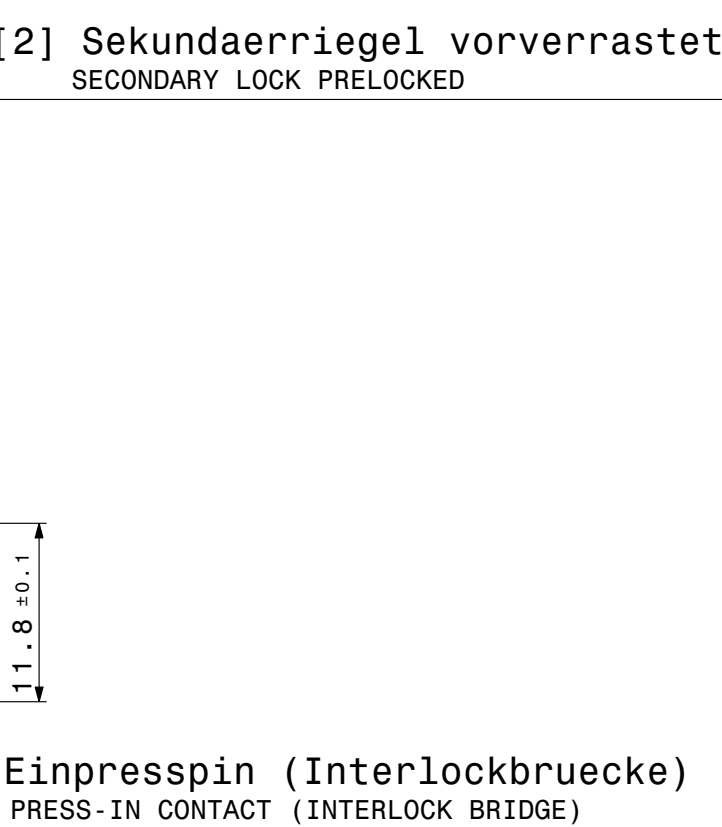 [2] Sekundaerriegel vorverrastet
SECONDARY LOCK PRELOCKED
11.8 ±0.1
Einpresspin (Interlockbruecke)
PRESS-IN CONTACT (INTERLOCK BRIDGE)